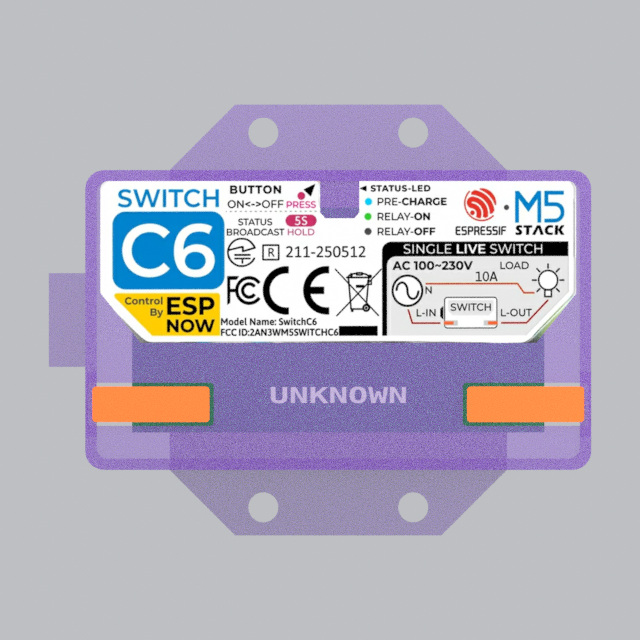 SWITCH
C6
Control
By
ESP
NOW
BUTTON
ON<->OFF PRESS
STATUS
BROADCAST
5S
HOLD
R 211-250512
FC CE
Model Name: SwitchC6
FCC ID:2AN3WM5SWITCHC6
STATUS-LED
PRE-CHARGE
RELAY-ON
RELAY-OFF
ESPRESSIF
M5
STACK
SINGLE LIVE SWITCH
AC 100~230V
LOAD
10A
N
SWITCH
L-IN
L-OUT
UNKNOWN